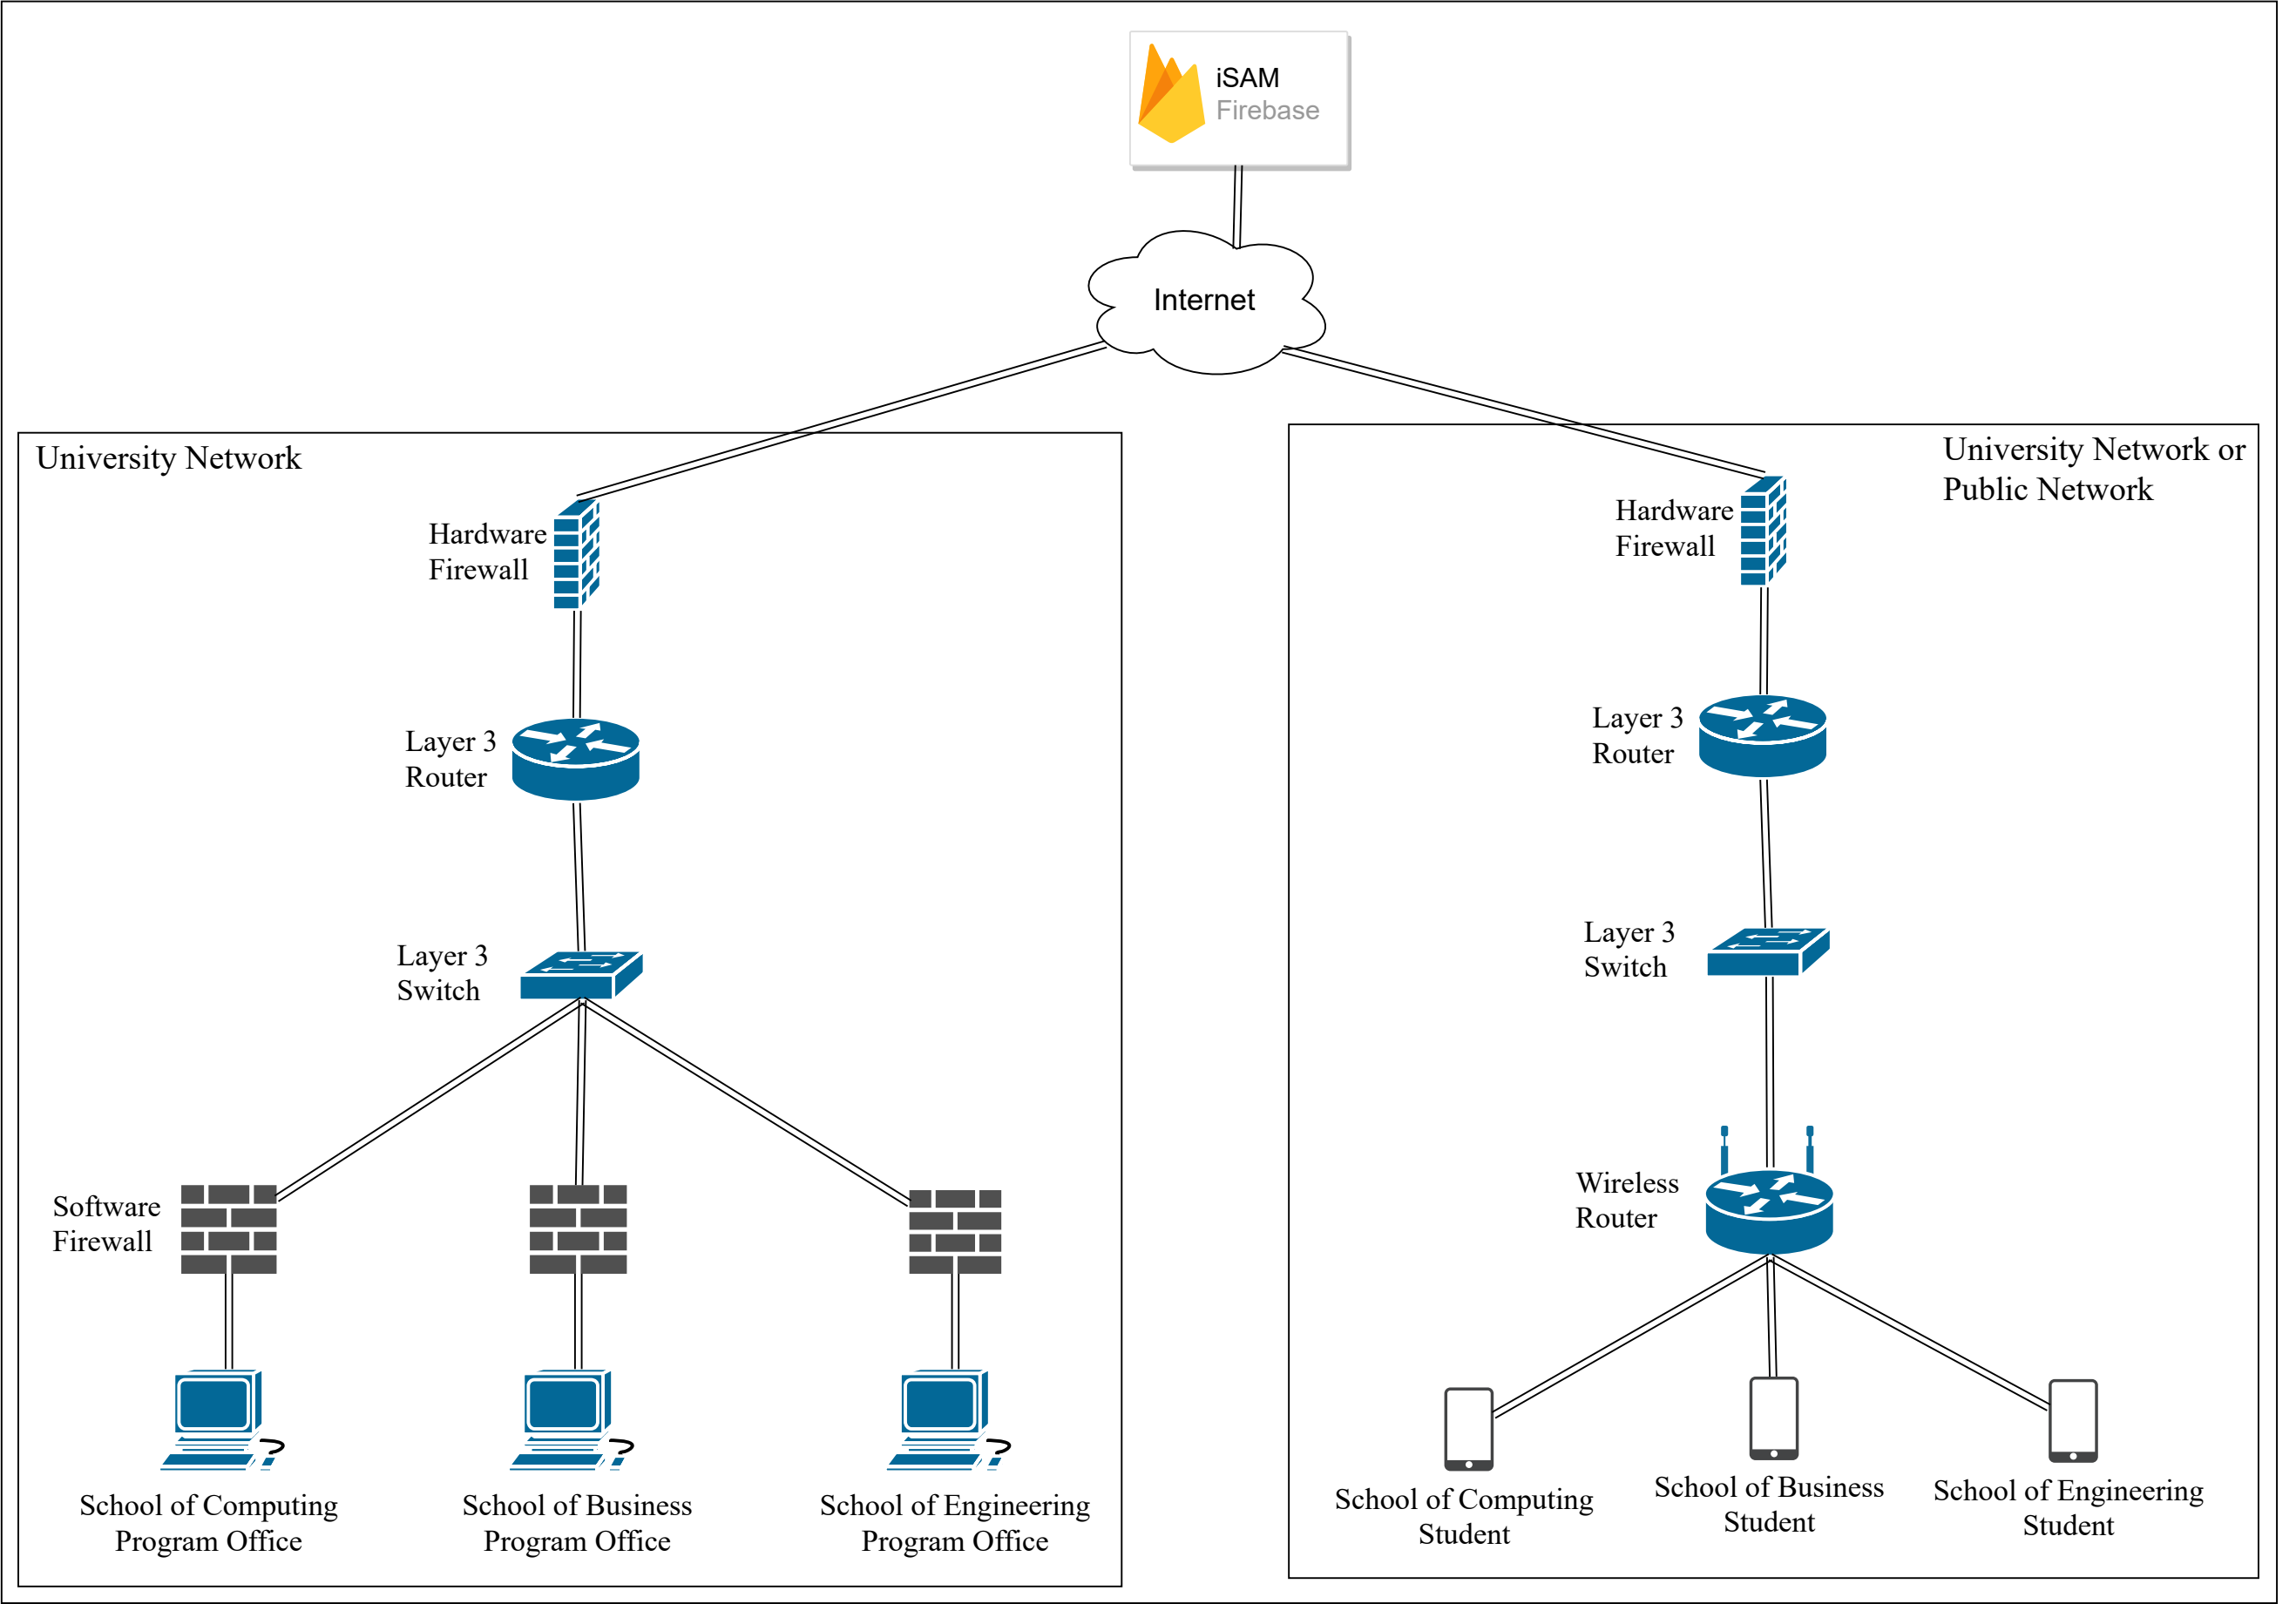 iSAM
Firebase
Internet
University Network
Hardware
Firewall
Layer 3
Router
Layer 3
Switch
Software
Firewall
School of Computing
Program Office
School of Business
Program Office
School of Engineering
Program Office
University Network or
Public Network
Hardware
Firewall
Layer 3
Router
Layer 3
Switch
Wireless
Router
School of Computing
Student
School of Business
Student
School of Engineering
Student